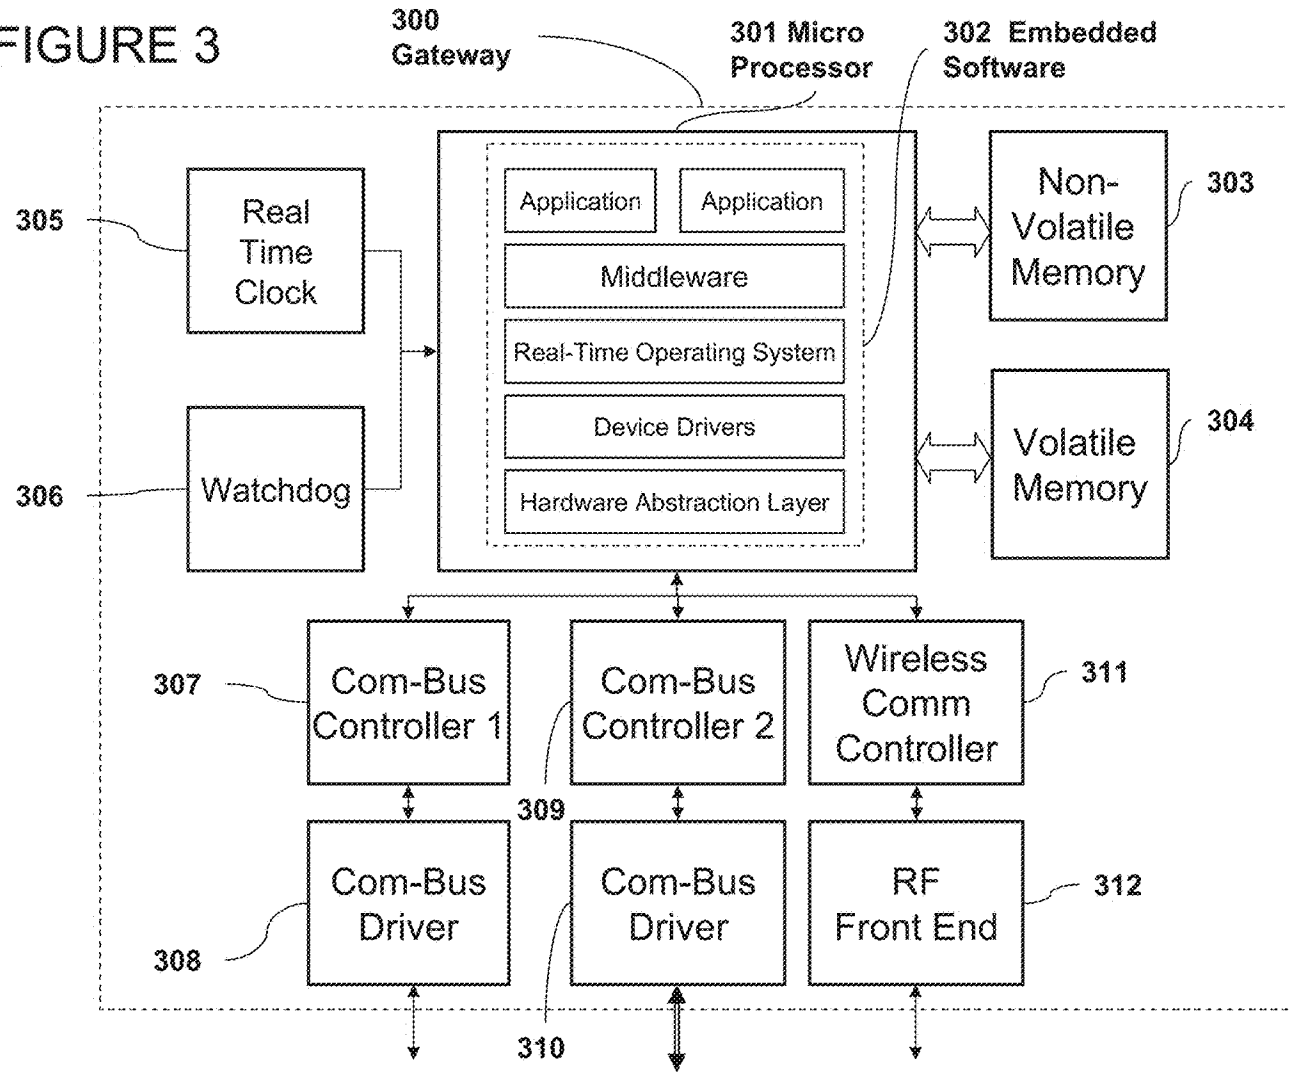 FIGURE 3
300
Gateway
301 Micro
Processor
302 Embedded
Software
305
Real
Time
Clock
Application
Application
Middleware
Real-Time Operating System
Device Drivers
Hardware Abstraction Layer
Non-
Volatile
Memory
303
306
Watchdog
Volatile
Memory
304
307
Com-Bus
Controller 1
Com-Bus
Controller 2
309
Wireless
Comm
Controller
311
308
Com-Bus
Driver
Com-Bus
Driver
310
RF
Front End
312